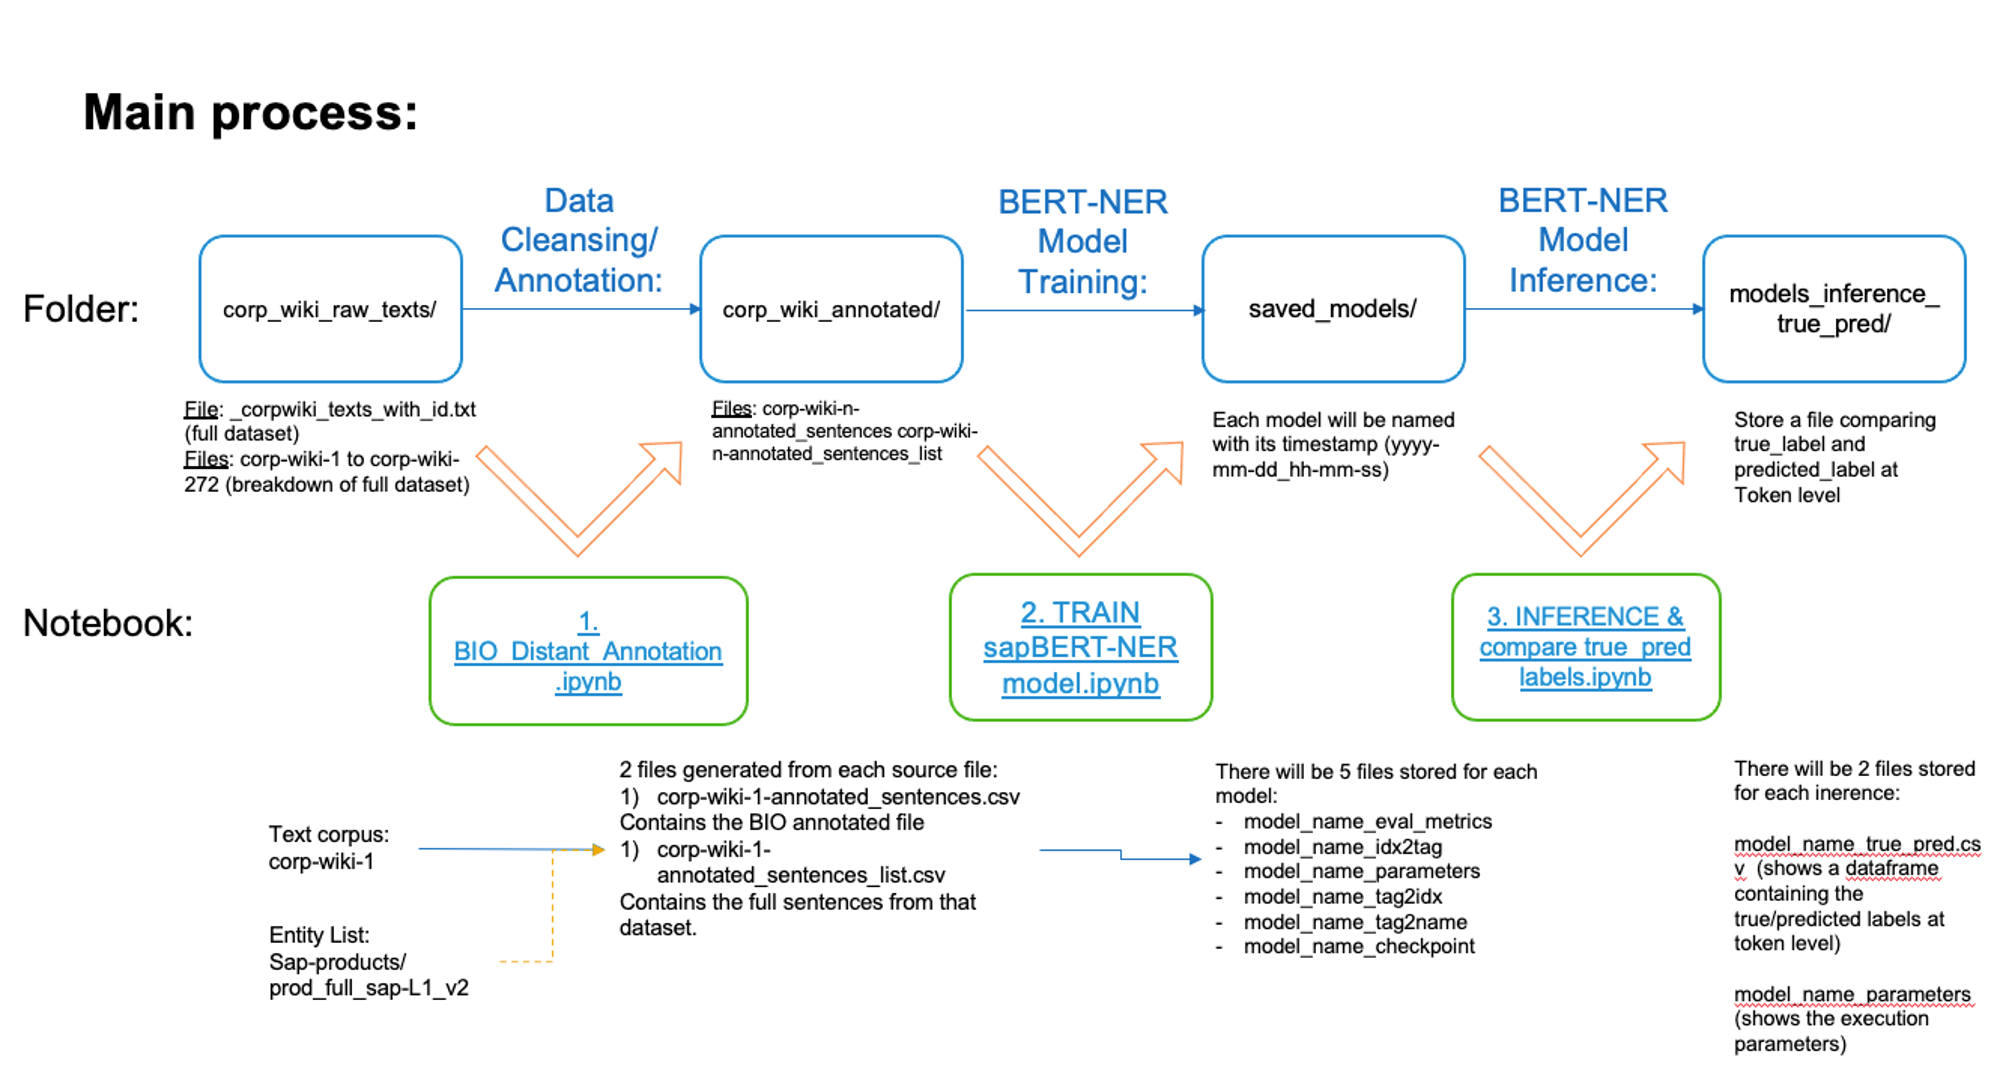 Main process:
Data
Cleansing/
Annotation:
BERT-NER
Model
Training:
BERT-NER
Model
Inference:
Folder:
corp_wiki_raw_texts/
corp_wiki_annotated/
saved_models/
models_inference_
true_pred/
File: _corpwiki_texts_with_id.txt
(full dataset)
Files: corp-wiki-1 to corp-wiki-
272 (breakdown of full dataset)
Files: corp-wiki-n-
annotated_sentences corp-wiki-
n-annotated_sentences_list
Each model will be named
with its timestamp (yyyy-
mm-dd_hh-mm-ss)
Store a file comparing
true_label and
predicted_label at
Token level
Notebook:
1.
BIO_Distant_Annotation
.ipynb
2. TRAIN
sapBERT-NER
model.ipynb
3. INFERENCE &
compare true_pred
labels.ipynb
Text corpus:
corp-wiki-1
Entity List:
Sap-products/
prod_full_sap-L1_v2
2 files generated from each source file:
1) corp-wiki-1-annotated_sentences.csv
Contains the BIO annotated file
1) corp-wiki-1-
annotated_sentences_list.csv
Contains the full sentences from that
dataset.
There will be 5 files stored for each
model:
- model_name_eval_metrics
- model_name_idx2tag
- model_name_parameters
- model_name_tag2idx
- model_name_tag2name
- model_name_checkpoint
There will be 2 files stored
for each inerence:
model_name_true_pred.cs
v (shows a dataframe
containing the
true/predicted labels at
token level)
model_name_parameters
(shows the execution
parameters)